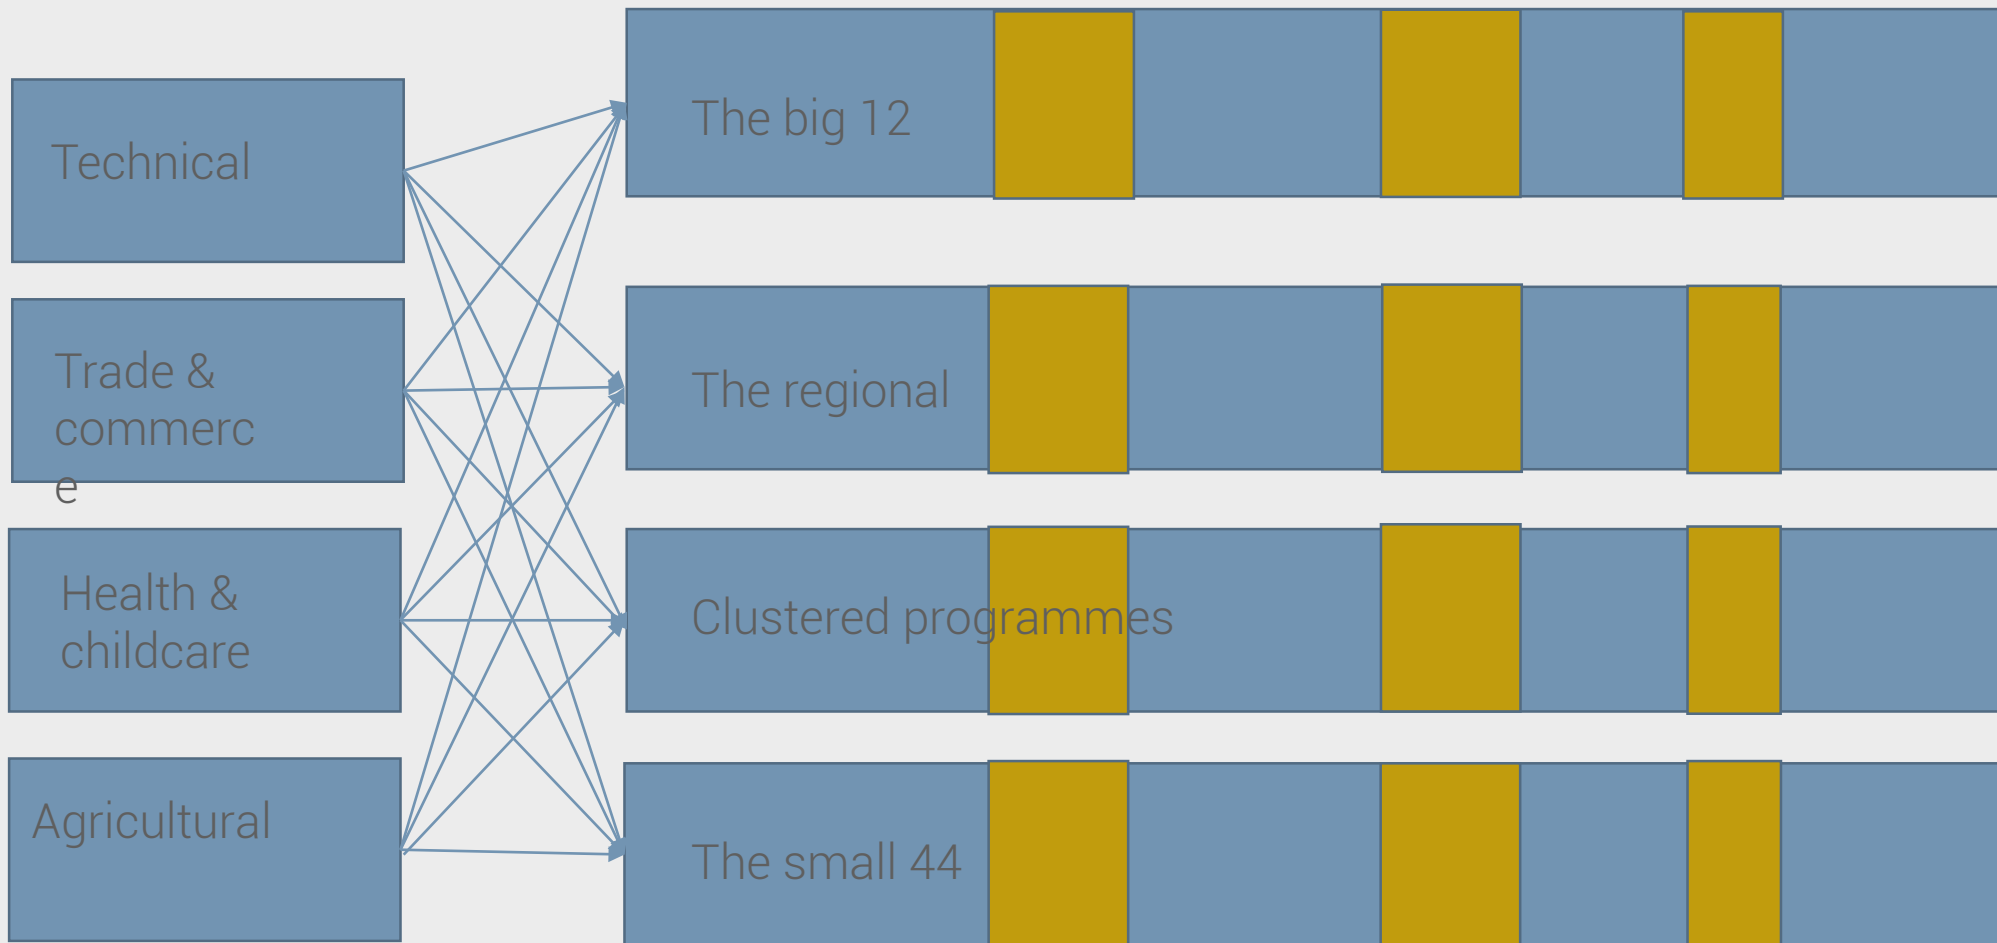 Technical
Trade &
commerc
e
Health &
childcare
Agricultural
The big 12
The regional
Clustered programmes
The small 44